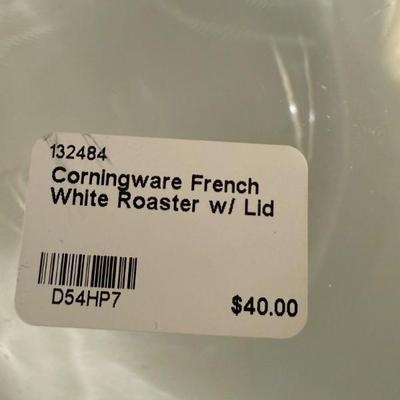 132484
Corningware French
White Roaster w/ Lid
D54HP7
$40.00